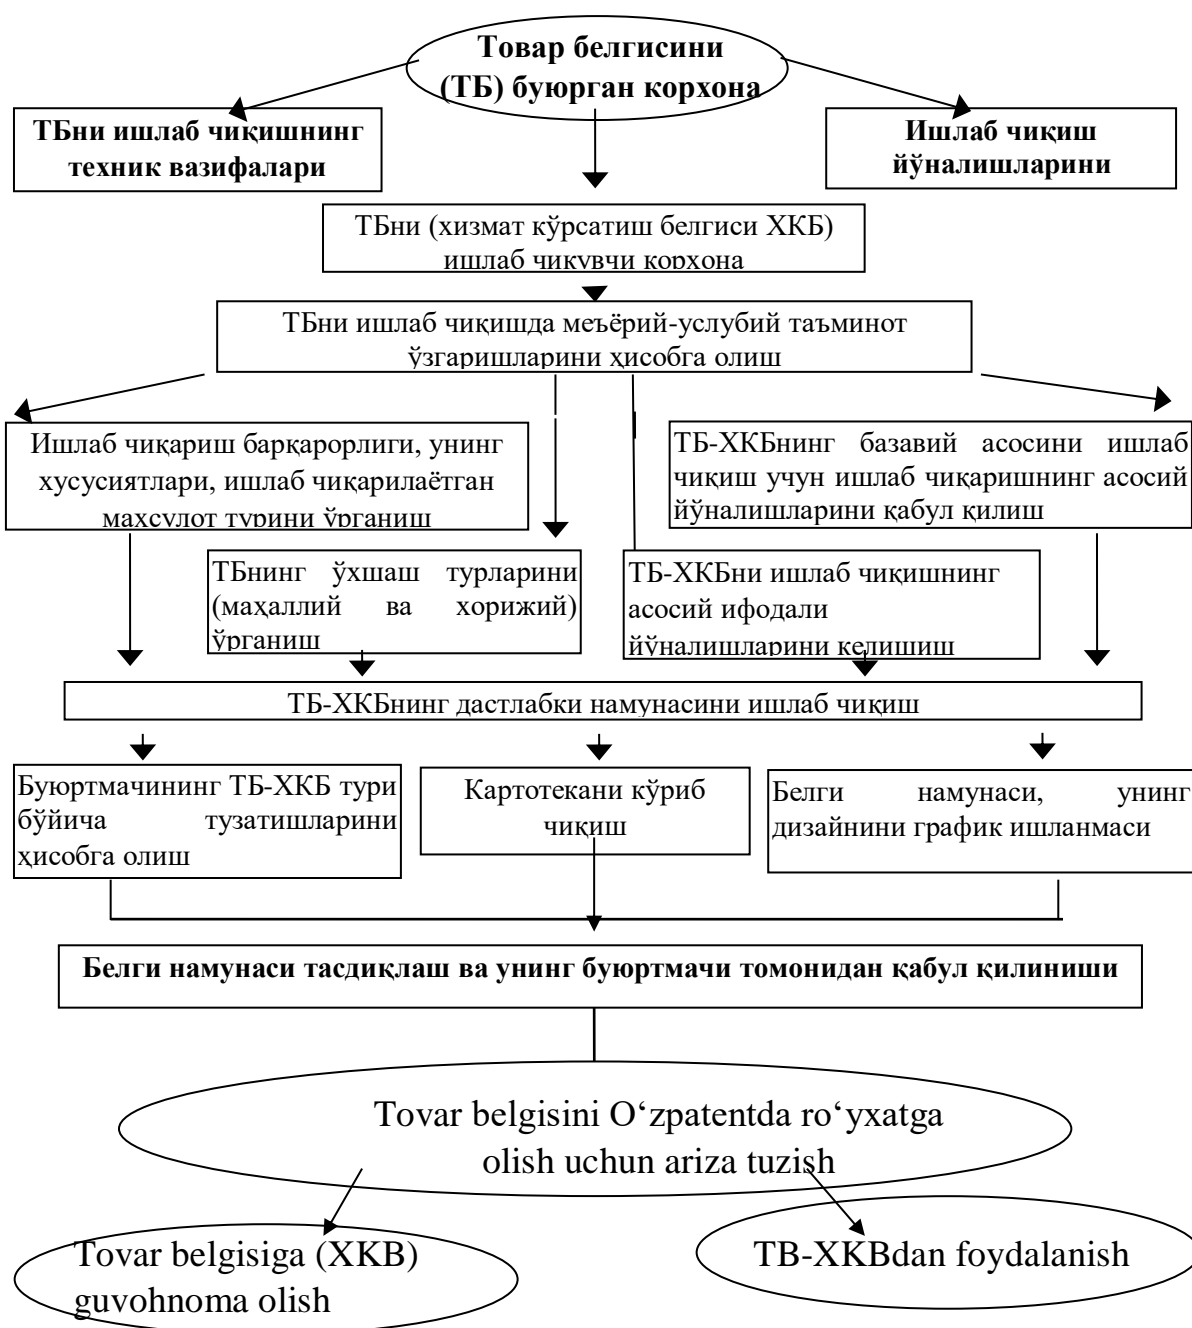 Товар белгисини
(ТБ) буюрган корхона
ТБни ишлаб чиқишнинг
техник вазифалари
Ишлаб чиқиш
йўналишларини
ТБни (хизмат кўрсатиш белгиси ХКБ)
ишлаб чиқувчи корхона
ТБни ишлаб чиқишда меъёрий-услубий таъминот
ўзгаришларини ҳисобга олиш
Ишлаб чиқариш барқарорлиги, унинг
хусусиятлари, ишлаб чиқарилаётган
маҳсулот турини ўрганиш
ТБ-ХКБнинг базавий асосини ишлаб
чиқиш учун ишлаб чиқаришнинг асосий
йўналишларини қабул қилиш
ТБнинг ўхшаш турларини
(маҳаллий ва хорижий)
ўрганиш
ТБ-ХКБни ишлаб чиқишнинг
асосий ифодали
йўналишларини келишиш
ТБ-ХКБнинг дастлабки намунасини ишлаб чиқиш
Буюртмачининг ТБ-ХКБ тури
бўйича тузатишларини
ҳисобга олиш
Картотекани кўриб
чиқиш
Белги намунаси, унинг
дизайнини график ишланмаси
Белги намунаси тасдиқлаш ва унинг буюртмачи томонидан қабул қилиниши
Tovar belgisini O‘zpatentda ro‘yxatga
olish uchun ariza tuzish
Tovar belgisiga (XKB)
guvohnoma olish
TB-XKBdan foydalanish